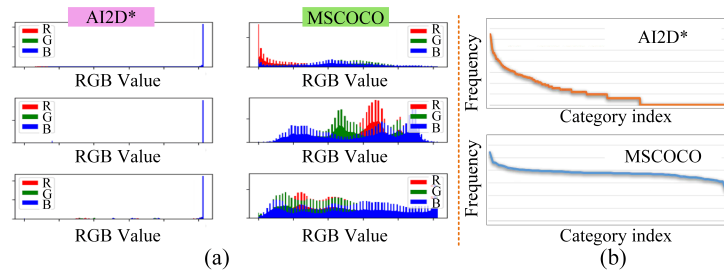 AI2D*
MSCOCO
R
G
B
RGB Value
R
G
B
RGB Value
R
G
B
RGB Value
R
G
B
RGB Value
R
G
B
RGB Value
R
G
B
RGB Value
(a)
Frequency
AI2D*
Category index
Frequency
MSCOCO
Category index
(b)